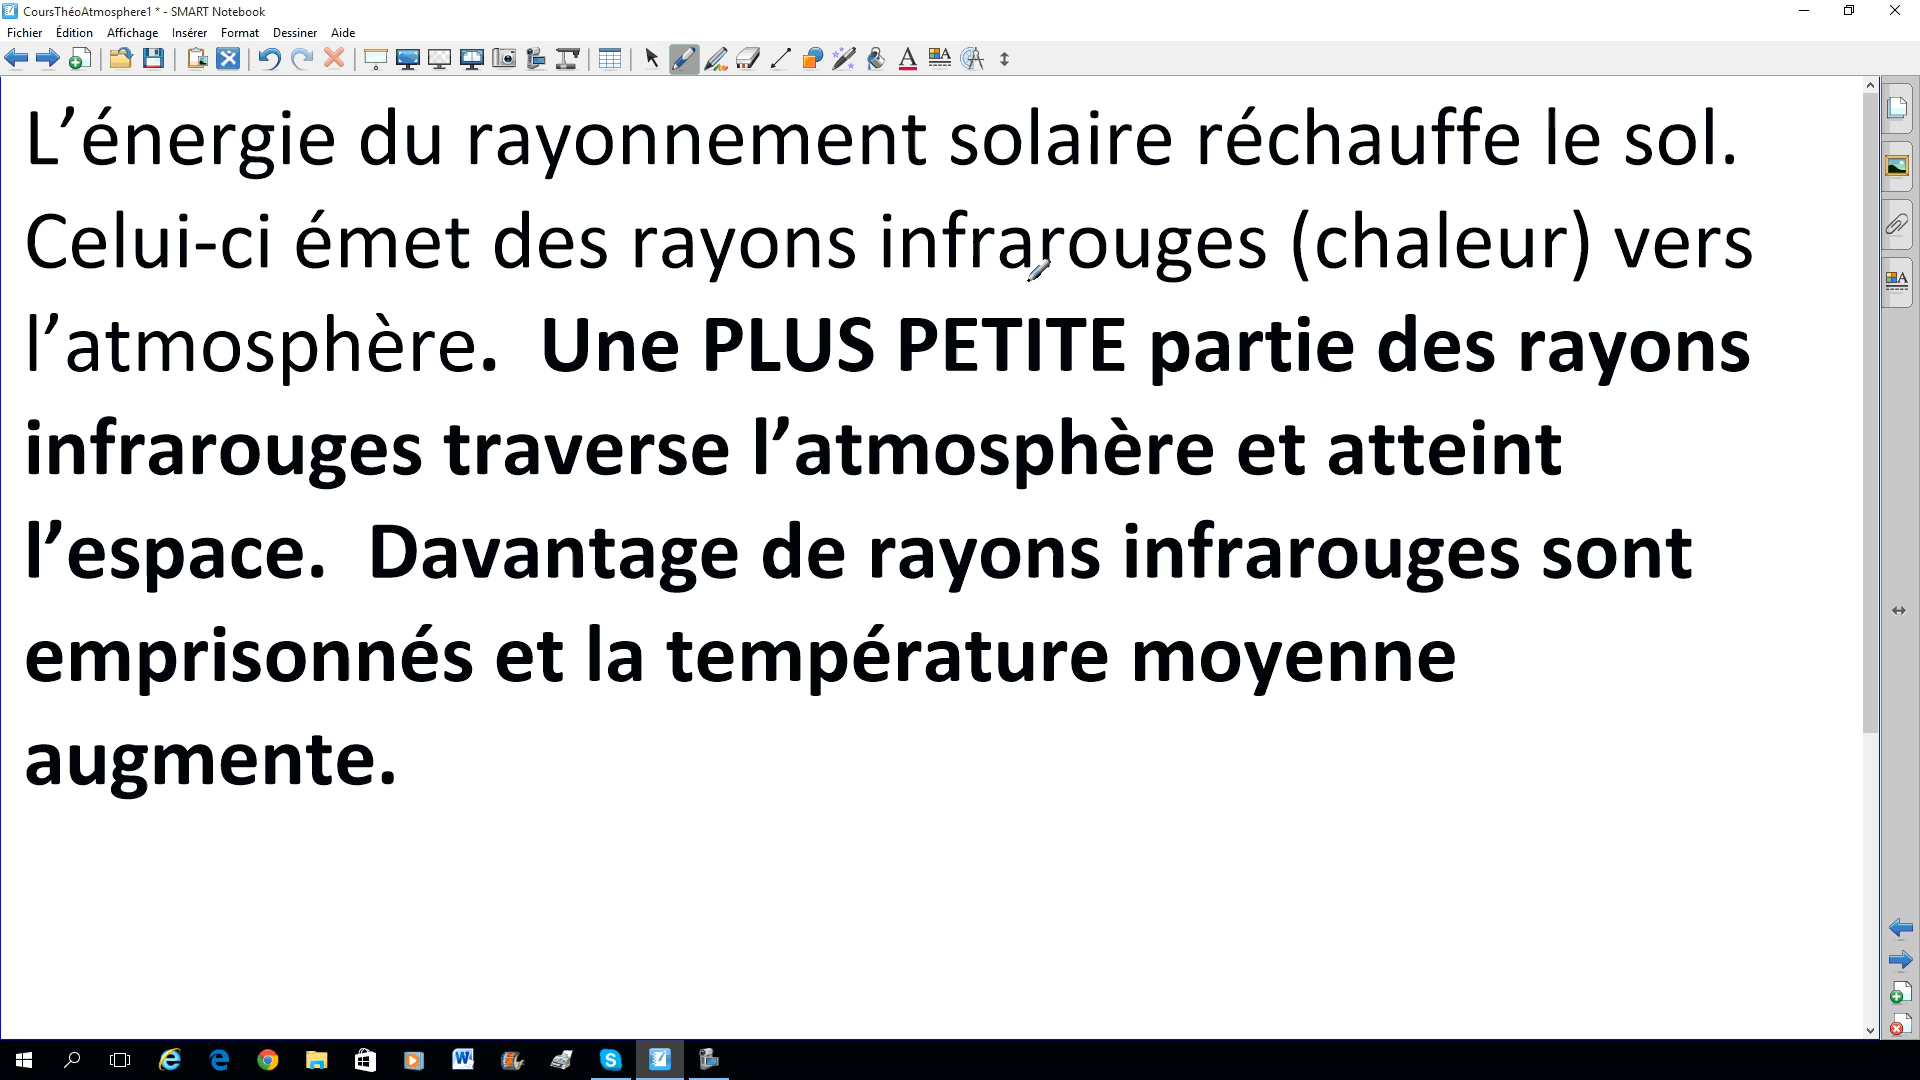 CoursThéoAtmosphere1 * - SMART Notebook
Fichier Édition Affichage Insérer Format Dessiner Aide
L’énergie du rayonnement solaire réchauffe le sol.
Celui-ci émet des rayons infrarouges (chaleur) vers
l’atmosphère.  Une PLUS PETITE partie des rayons
infrarouges traverse l’atmosphère et atteint
l’espace.  Davantage de rayons infrarouges sont
emprisonnés et la température moyenne
augmente.